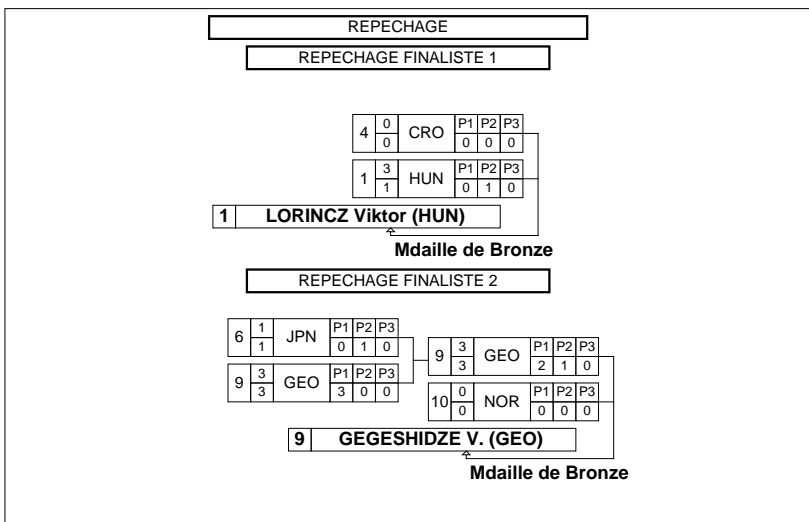 REPECHAGE
REPECHAGE FINALISTE 1
4 0 CRO P1 P2 P3
0 0 0 0
1 3 HUN P1 P2 P3
1 0 1 0
1 LORINCZ Viktor (HUN)
Mdaille de Bronze
REPECHAGE FINALISTE 2
6 1 JPN P1 P2 P3
1 0 1 0
9 3 GEO P1 P2 P3
3 3 0 0
9 3 GEO P1 P2 P3
3 2 1 0
10 0 NOR P1 P2 P3
0 0 0 0
9 GEGESHIDZE V. (GEO)
Mdaille de Bronze